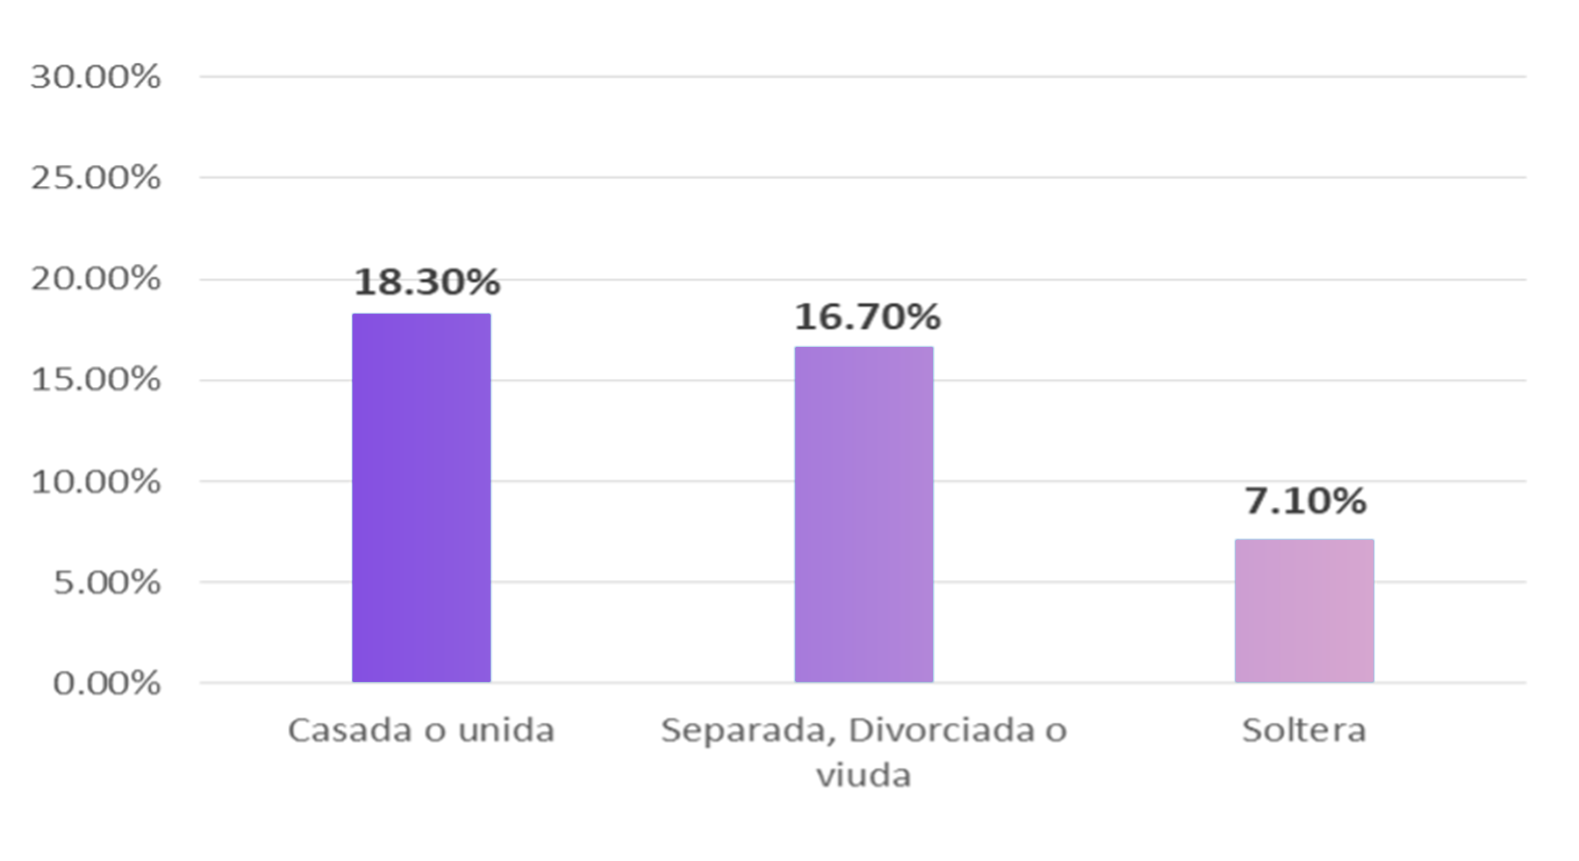 30.00%
25.00%
20.00%
15.00%
10.00%
5.00%
0.00%
18.30%
16.70%
7.10%
Casada o unida
Separada, Divorciada o
viuda
Soltera